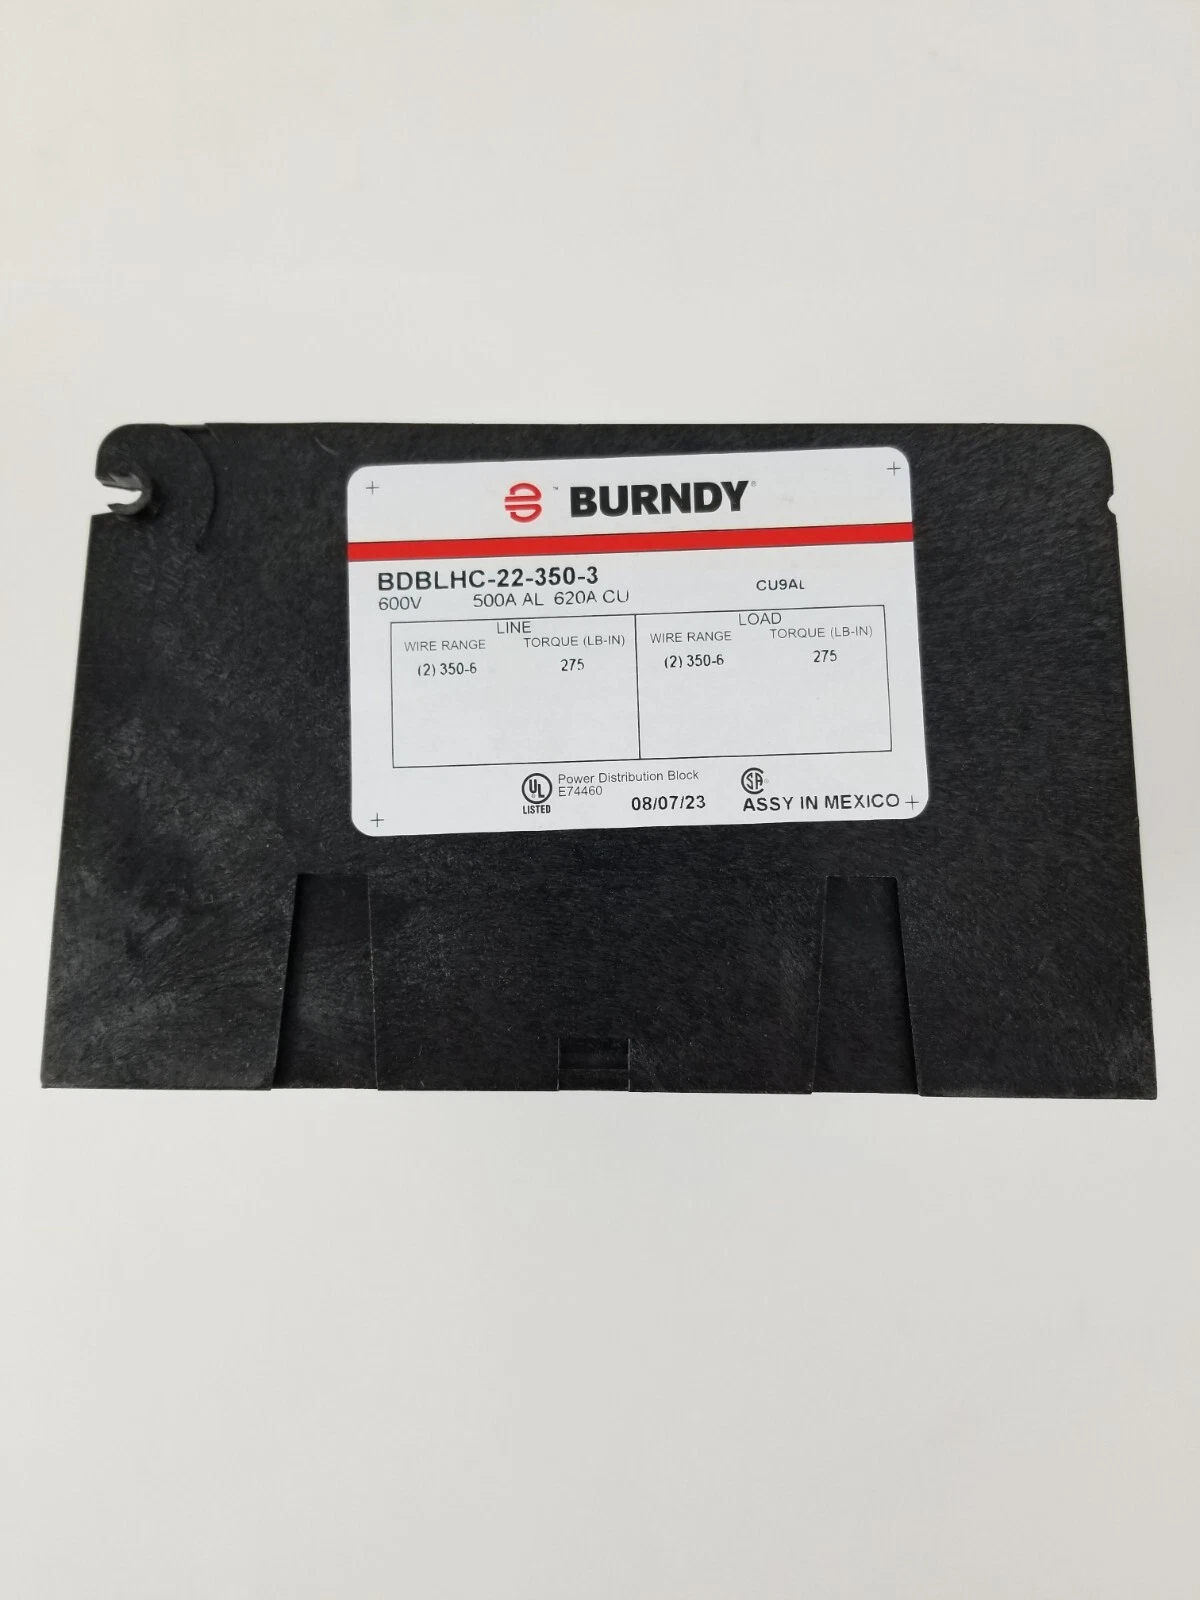 BURNDY®
BDBLHC-22-350-3
600V 500A AL 620A CU CU9AL
LINE
WIRE RANGE TORQUE (LB-IN)
(2) 350-6 275
LOAD
WIRE RANGE TORQUE (LB-IN)
(2) 350-6 275
UL
LISTED
Power Distribution Block
E74460
08/07/23
SA
ASSY IN MEXICO